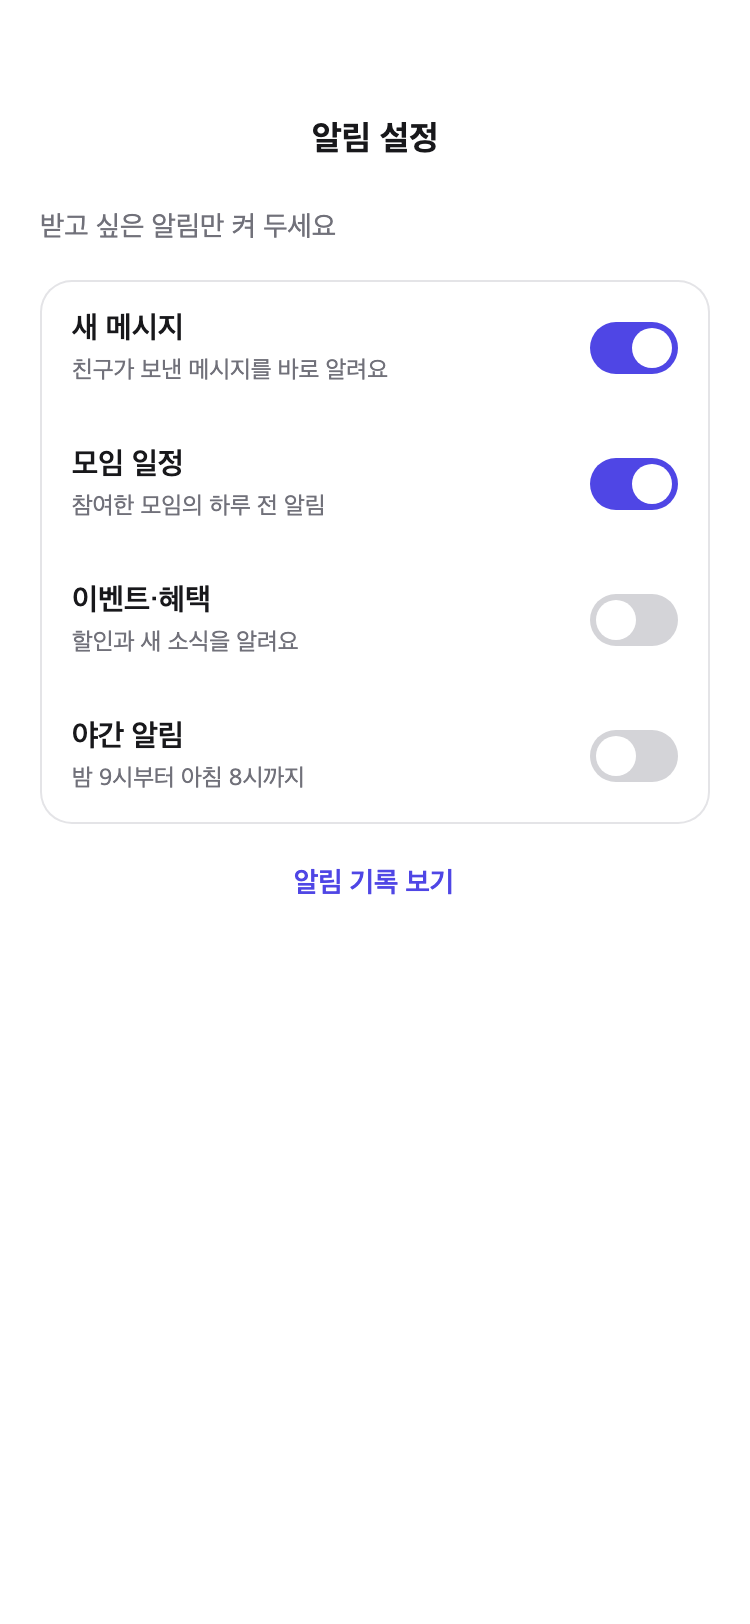 알림 설정
받고 싶은 알림만 켜 두세요
새 메시지
친구가 보낸 메시지를 바로 알려요
모임 일정
참여한 모임의 하루 전 알림
이벤트·혜택
할인과 새 소식을 알려요
야간 알림
밤 9시부터 아침 8시까지
알림 기록 보기